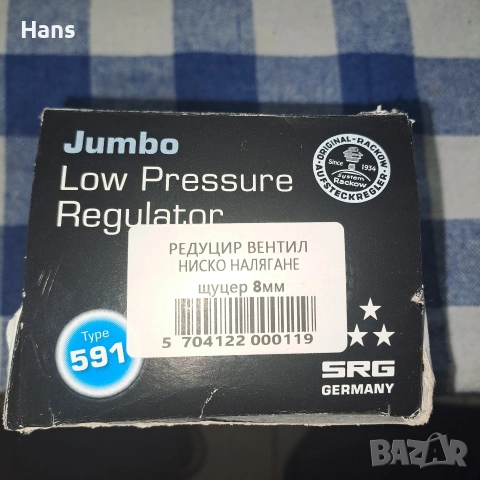 Hans
Jumbo
Low Pressure
Regulator
ORIGINAL-RACKOW
Since 1934
System
Rackow
AUFSTECKREGLER
РЕДУЦИР ВЕНТИЛ
НИСКО НАЛЯГАНЕ
щуцер 8мм
5 704122 000119
Type
591
SRG
GERMANY
BAZAR